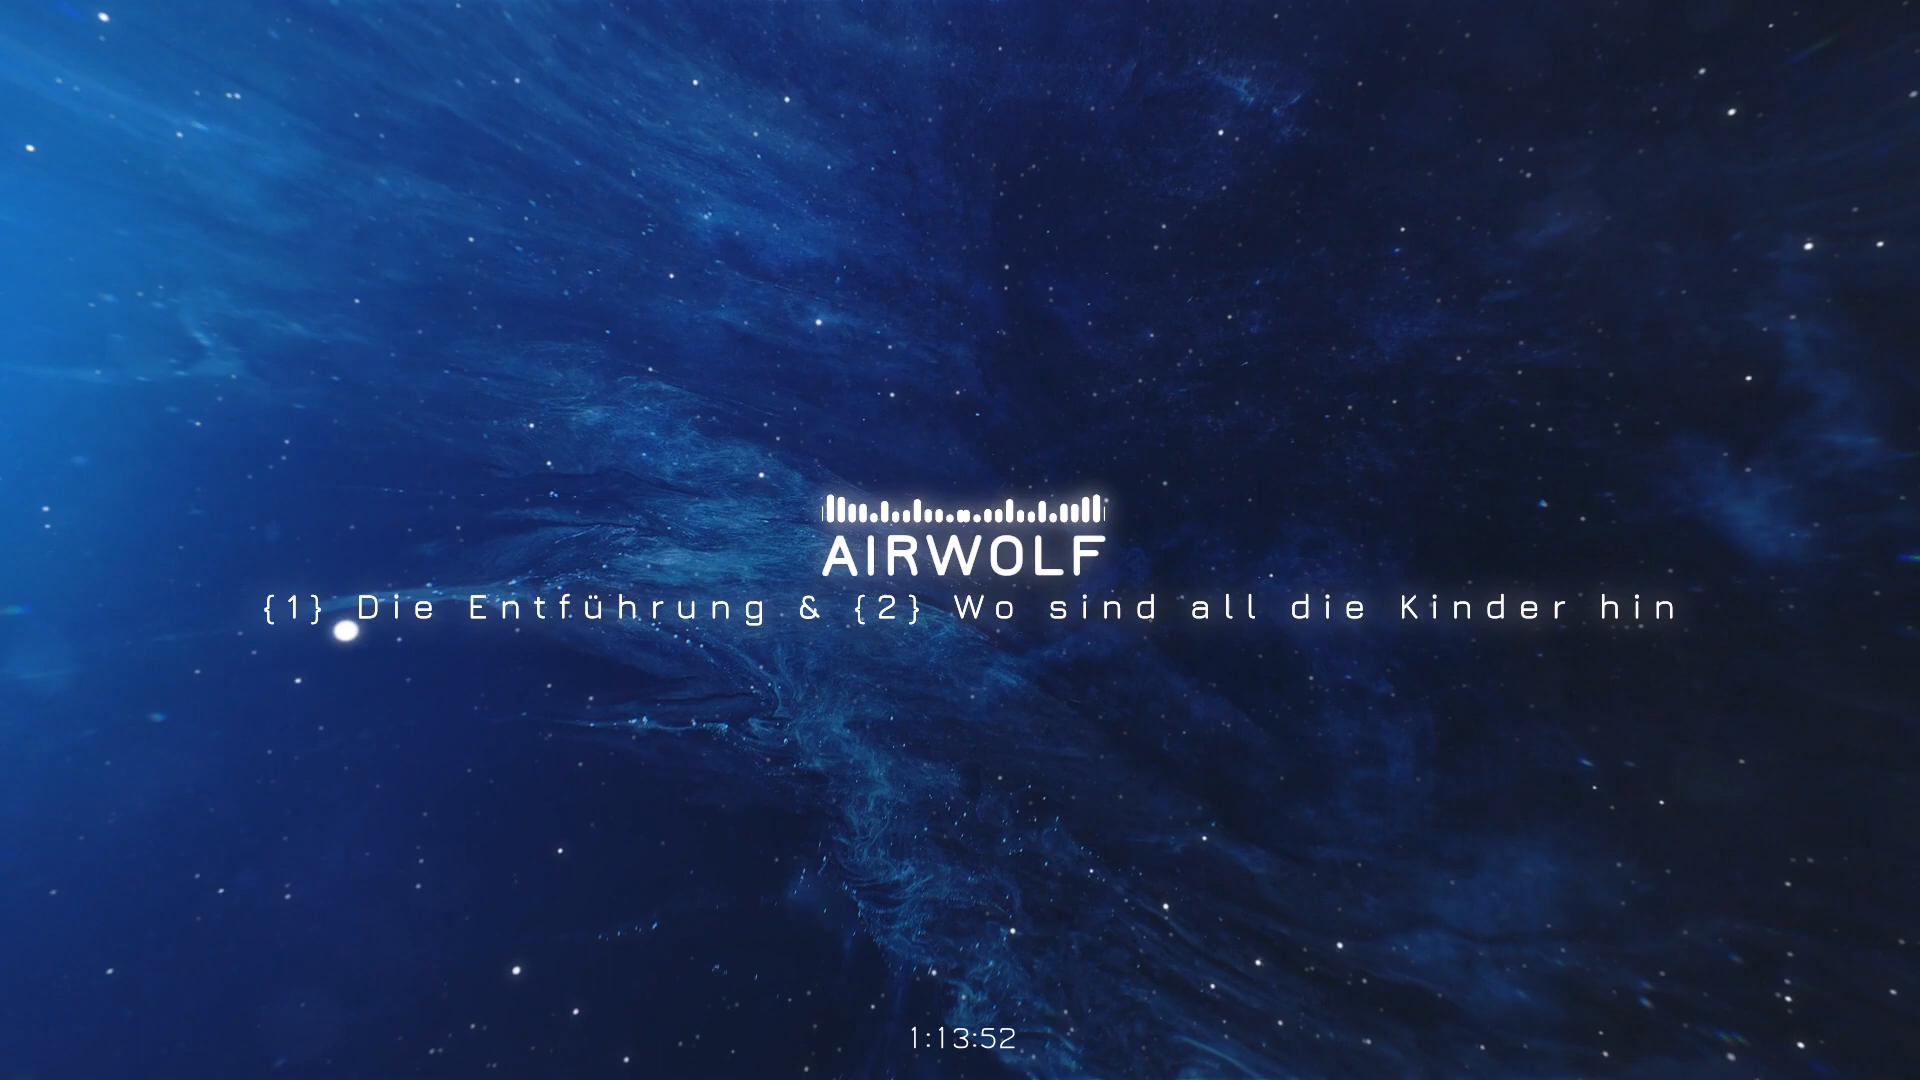 AIRWOLF
{1} Die Entführung & {2} Wo sind all die Kinder hin
1:13:52